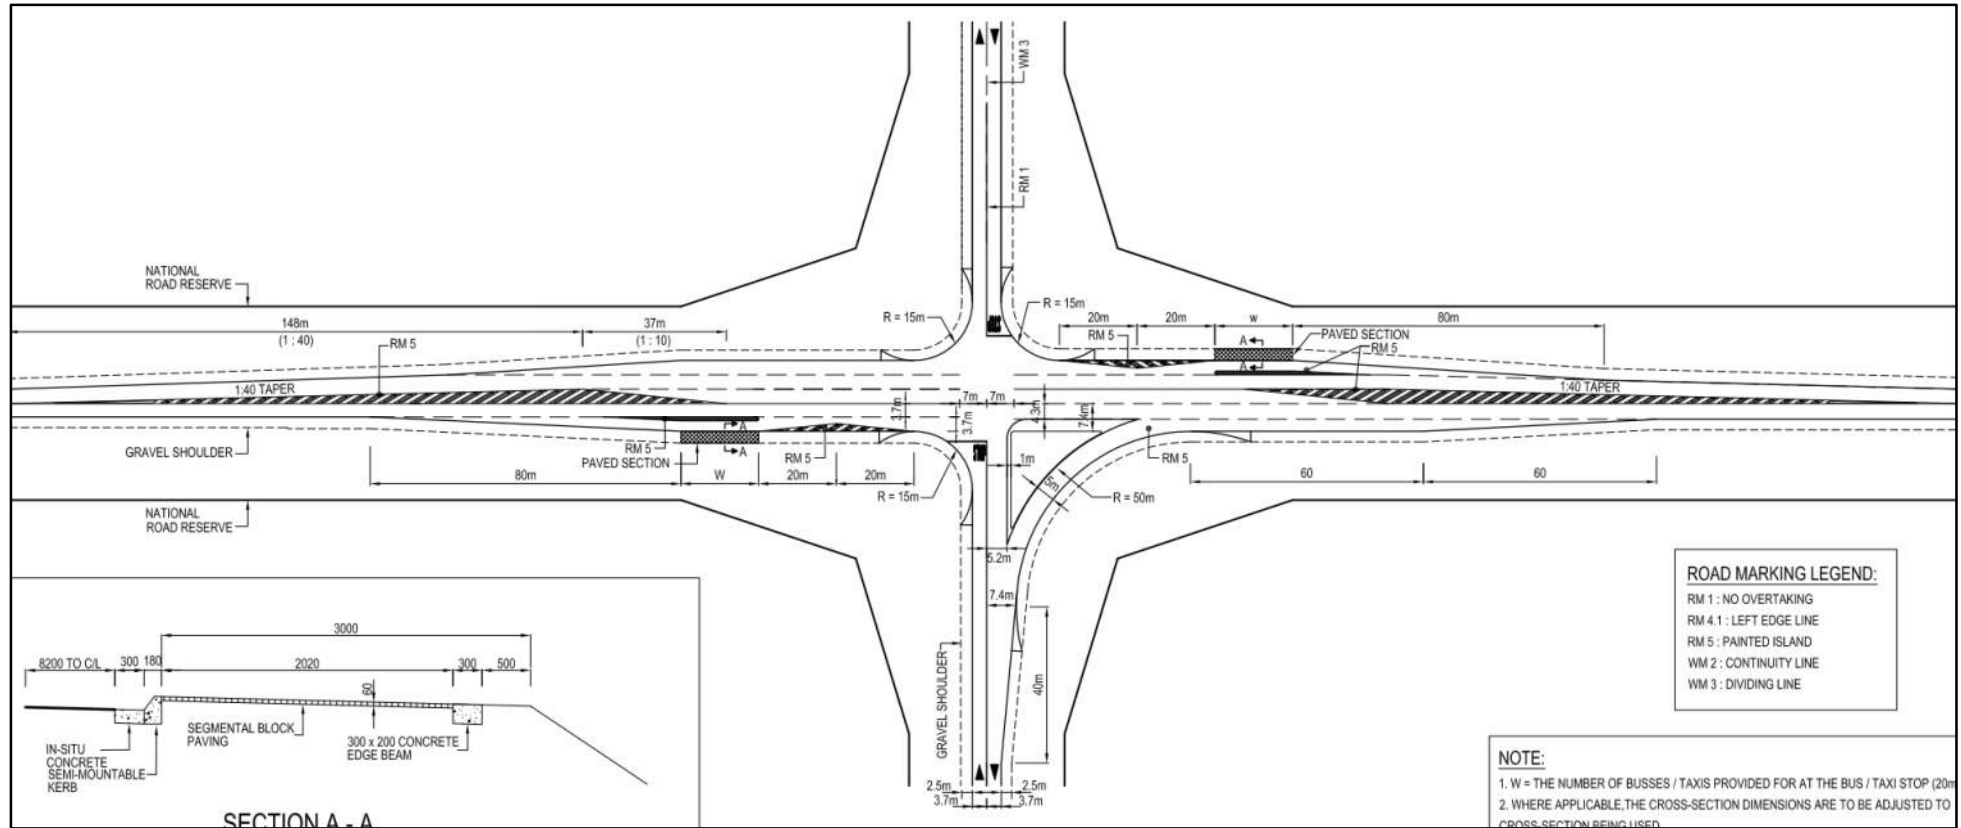 WM 3
RM 1
NATIONAL
ROAD RESERVE
148m
(1 : 40)
37m
(1 : 10)
RM 5
R = 15m
R = 15m
20m
20m
w
80m
RM 5
A
A
PAVED SECTION
RM 5
1:40 TAPER
1:40 TAPER
3.7m
7m
7m
3.7m
4.3m
7.4m
GRAVEL SHOULDER
A
A
RM 5
PAVED SECTION
RM 5
80m
W
20m
20m
R = 15m
1m
5m
R = 50m
RM 5
60
60
NATIONAL
ROAD RESERVE
5.2m
7.4m
40m
GRAVEL SHOULDER
2.5m
3.7m
2.5m
3.7m
3000
8200 TO C/L
300
180
2020
300
500
60
SEGMENTAL BLOCK
PAVING
300 x 200 CONCRETE
EDGE BEAM
IN-SITU
CONCRETE
SEMI-MOUNTABLE
KERB
SECTION A - A
ROAD MARKING LEGEND:
RM 1 : NO OVERTAKING
RM 4.1 : LEFT EDGE LINE
RM 5 : PAINTED ISLAND
WM 2 : CONTINUITY LINE
WM 3 : DIVIDING LINE
NOTE:
1. W = THE NUMBER OF BUSSES / TAXIS PROVIDED FOR AT THE BUS / TAXI STOP (20m
2. WHERE APPLICABLE,THE CROSS-SECTION DIMENSIONS ARE TO BE ADJUSTED TO
CROSS-SECTION BEING USED